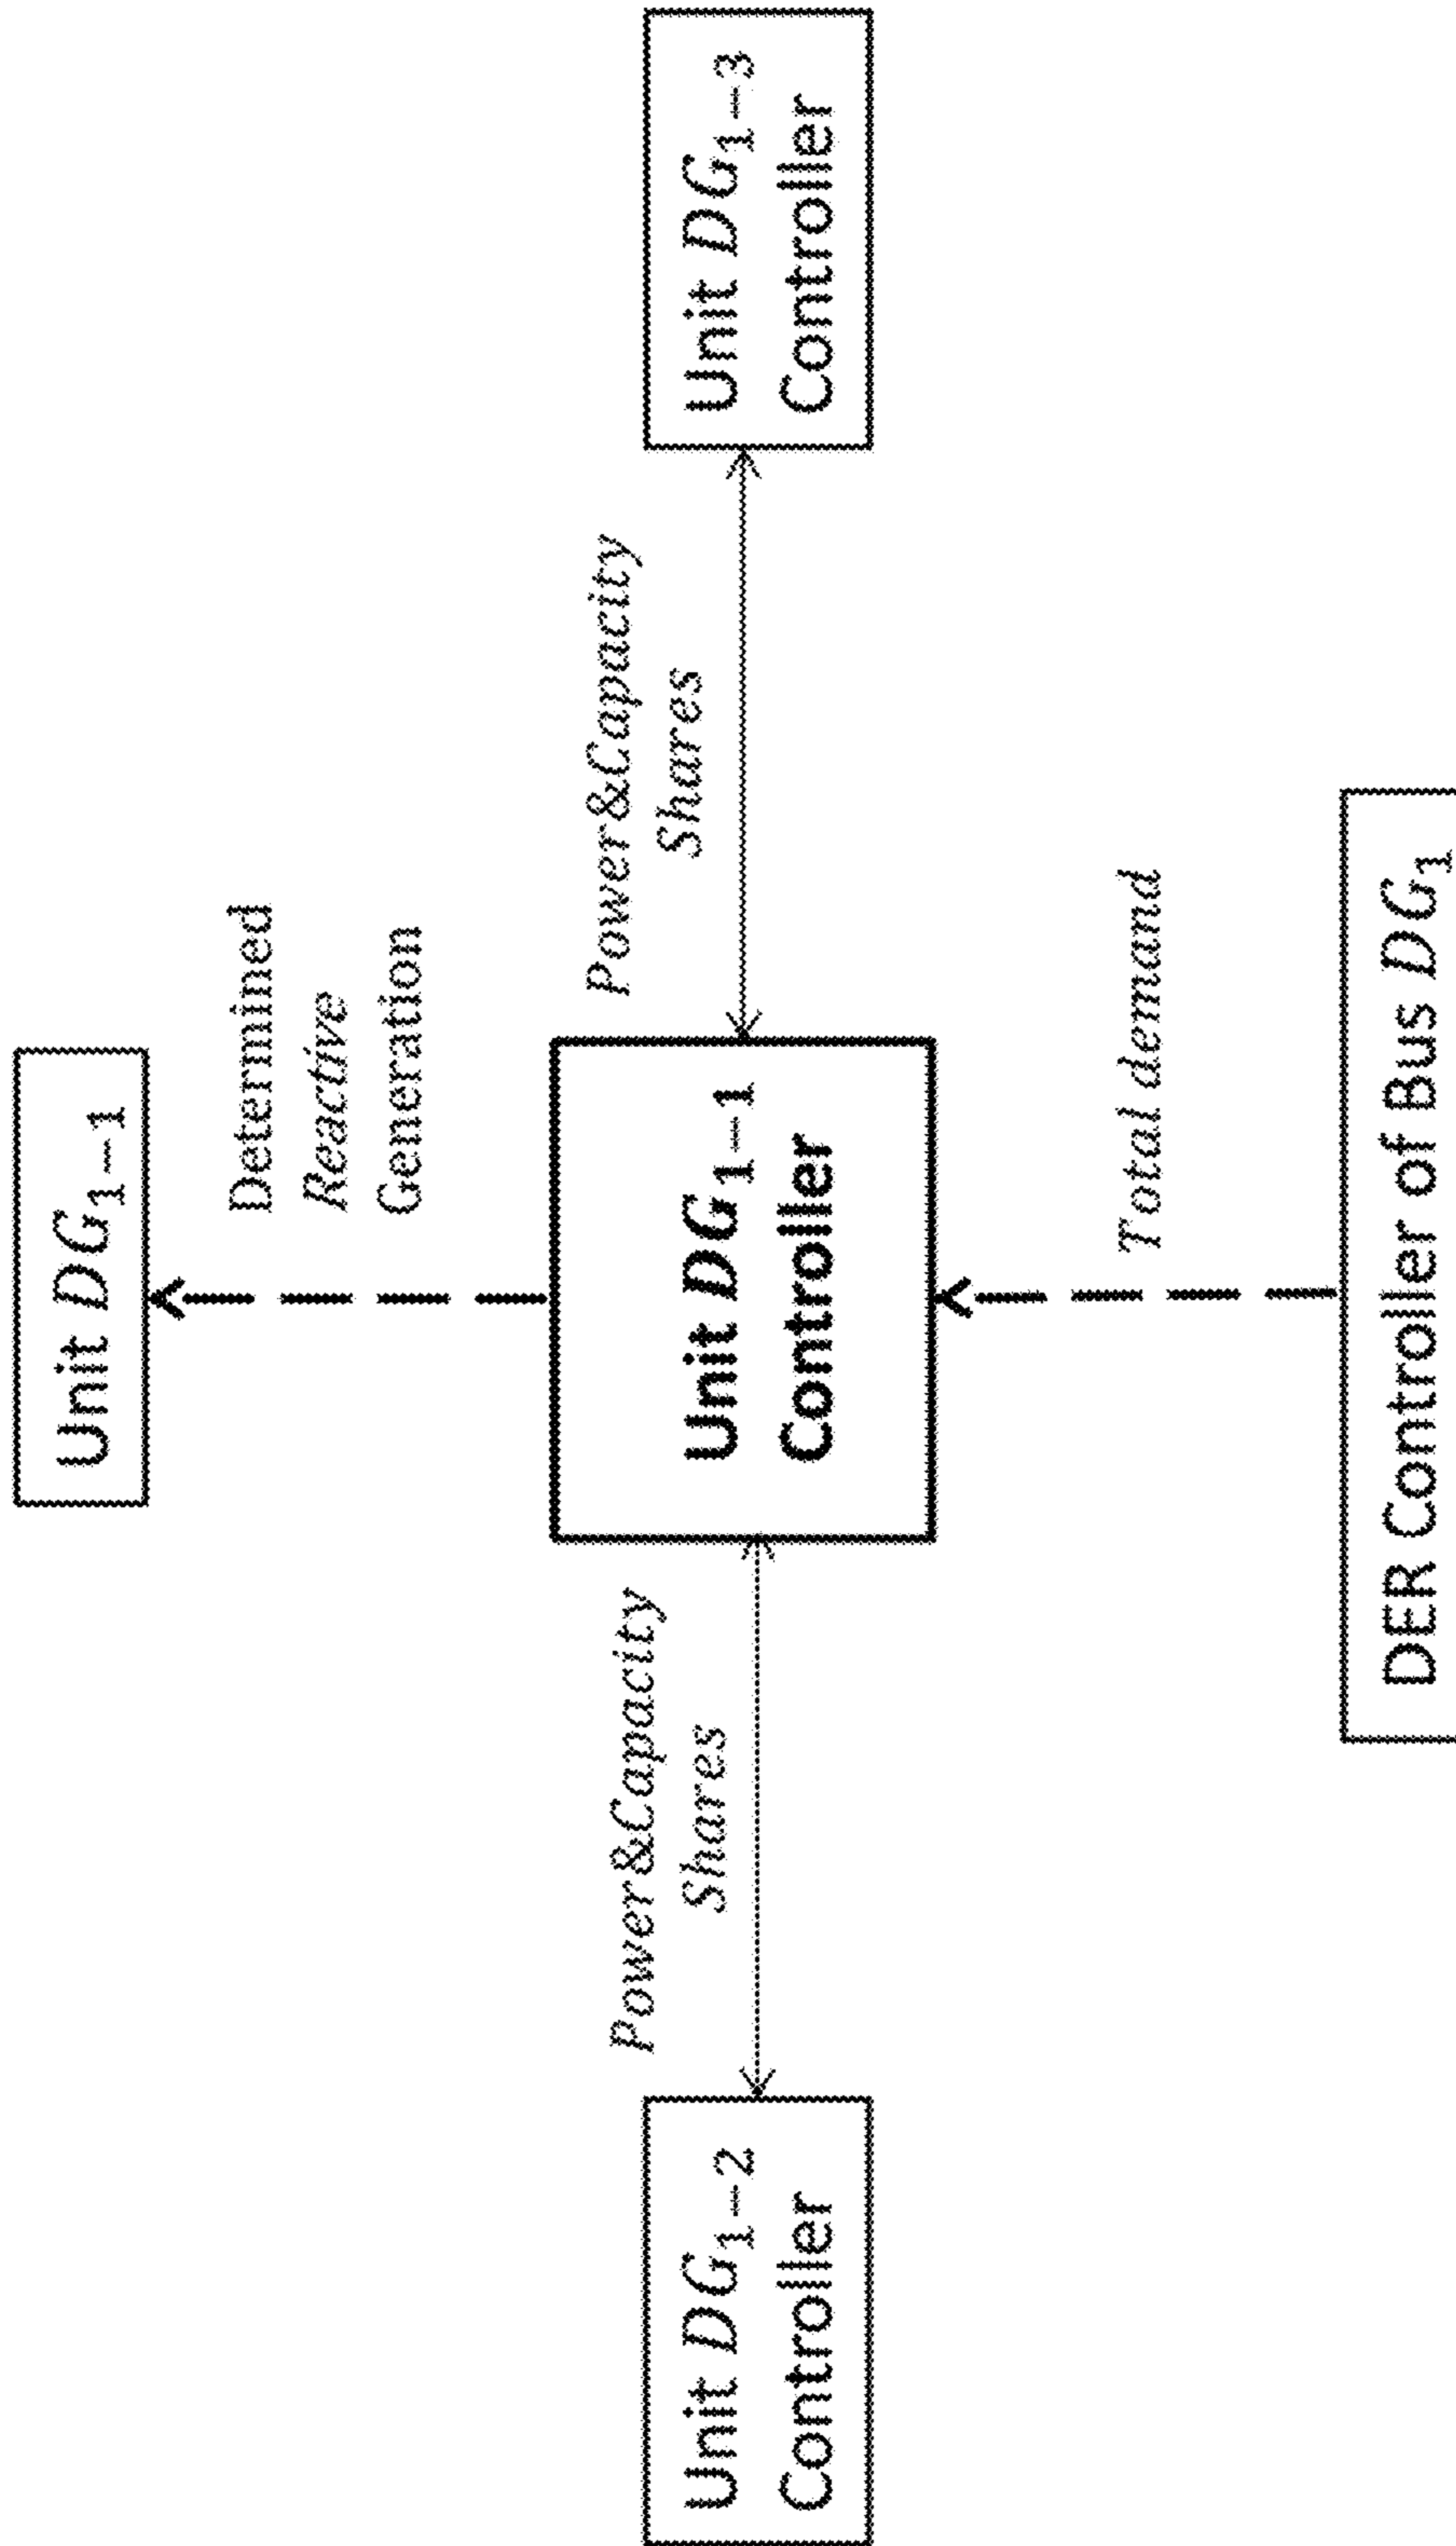 Unit DG₁₋₁
Determined
Reactive
Generation
Power&Capacity
Shares
Power&Capacity
Shares
Unit DG₁₋₂
Controller
Unit DG₁₋₁
Controller
Unit DG₁₋₃
Controller
Total demand
DER Controller of Bus DG₁